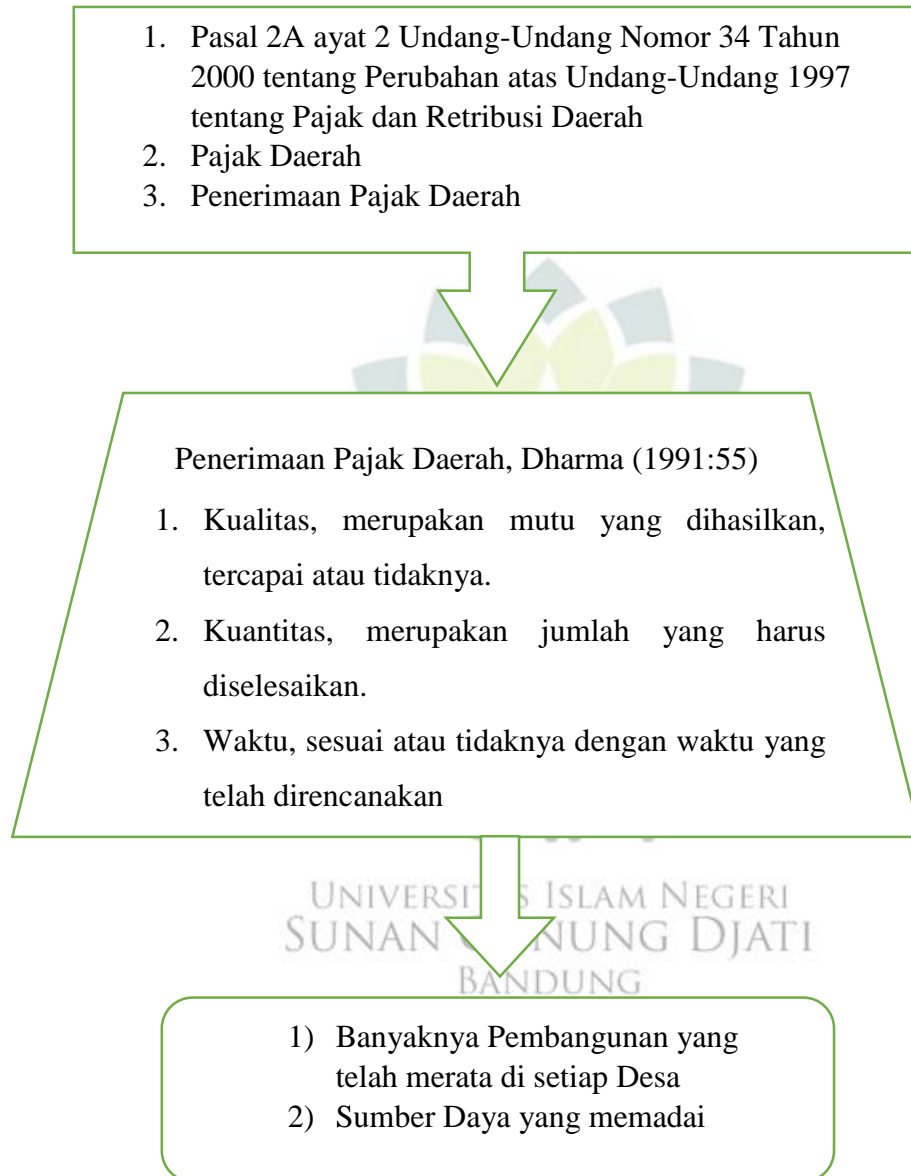 1. Pasal 2A ayat 2 Undang-Undang Nomor 34 Tahun
2000 tentang Perubahan atas Undang-Undang 1997
tentang Pajak dan Retribusi Daerah
2. Pajak Daerah
3. Penerimaan Pajak Daerah
Penerimaan Pajak Daerah, Dharma (1991:55)
1. Kualitas, merupakan mutu yang dihasilkan,
tercapai atau tidaknya.
2. Kuantitas, merupakan jumlah yang harus
diselesaikan.
3. Waktu, sesuai atau tidaknya dengan waktu yang
telah direncanakan
ISLAM NEGERI
SUNAN DJATI
BANDUNG
1) Banyaknya Pembangunan yang
telah merata di setiap Desa
2) Sumber Daya yang memadai